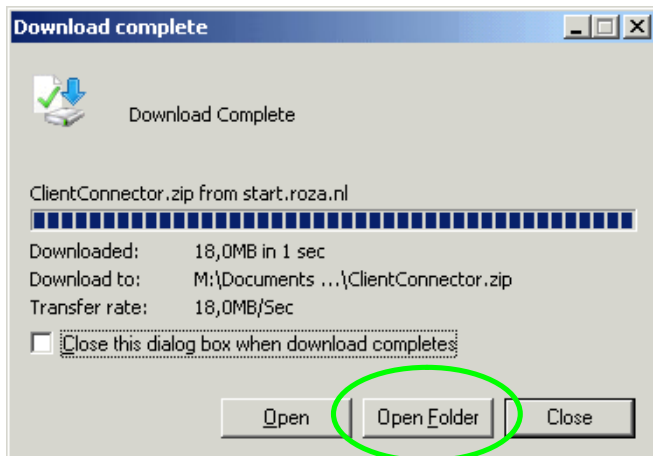 Download complete
Download Complete
ClientConnector.zip from start.roza.nl
Downloaded: 18,0MB in 1 sec
Download to: M:\Documents ...\ClientConnector.zip
Transfer rate: 18,0MB/Sec
Close this dialog box when download completes
Open Open Folder Close